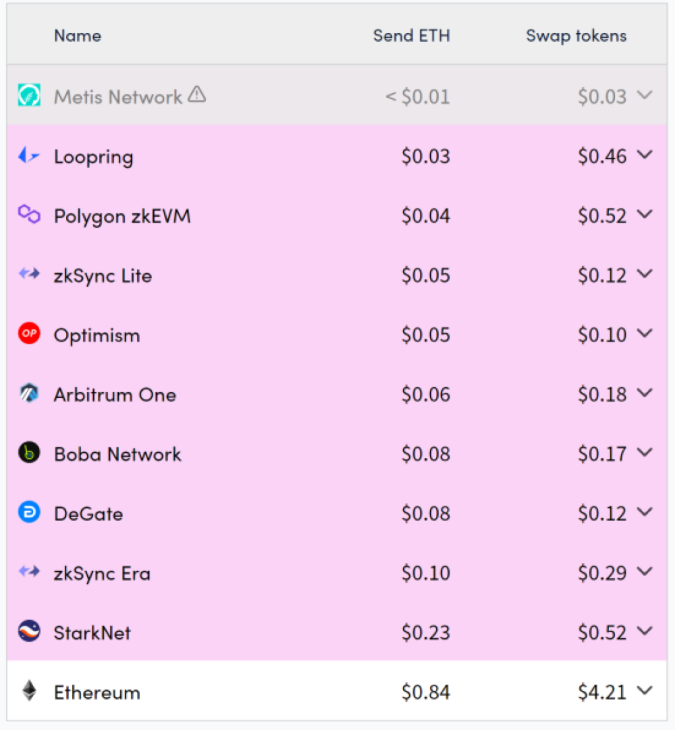 Name Send ETH Swap tokens
Metis Network < $0.01 $0.03
Loopring $0.03 $0.46
Polygon zkEVM $0.04 $0.52
zkSync Lite $0.05 $0.12
OP Optimism $0.05 $0.10
Arbitrum One $0.06 $0.18
Boba Network $0.08 $0.17
DeGate $0.08 $0.12
zkSync Era $0.10 $0.29
StarkNet $0.23 $0.52
Ethereum $0.84 $4.21